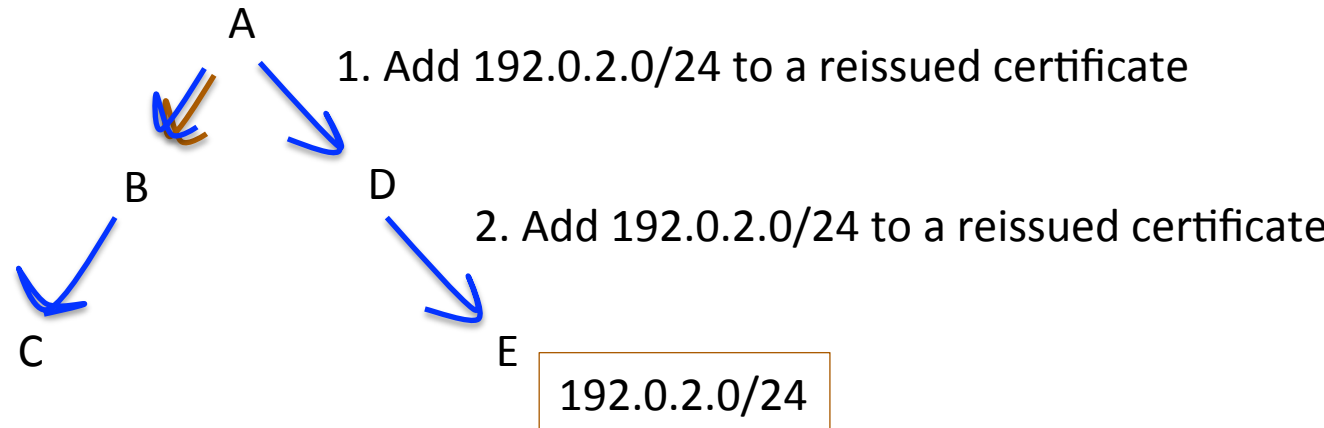 A
1. Add 192.0.2.0/24 to a reissued certificate
B
D
2. Add 192.0.2.0/24 to a reissued certificate
C
E
192.0.2.0/24